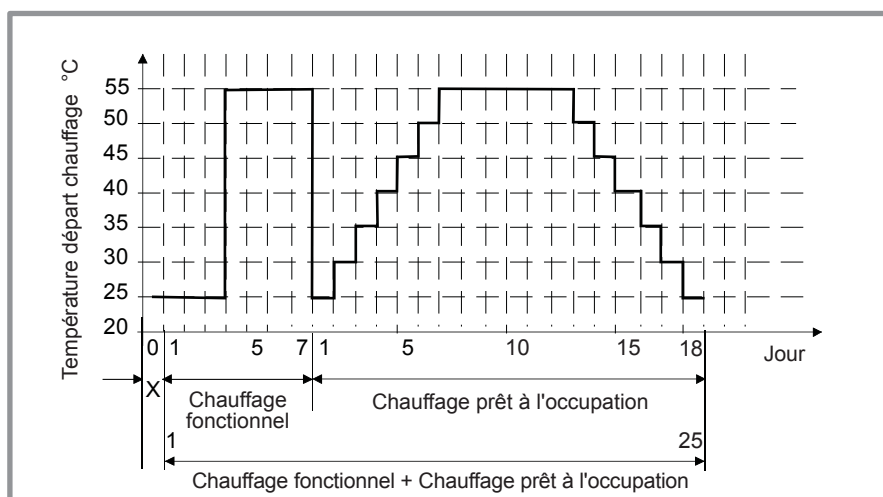 Température départ chauffage °C
55
50
45
40
35
30
25
20
0 1 5 7 1 5 10 15 18 Jour
X
Chauffage
fonctionnel
Chauffage prêt à l'occupation
1 25
Chauffage fonctionnel + Chauffage prêt à l'occupation